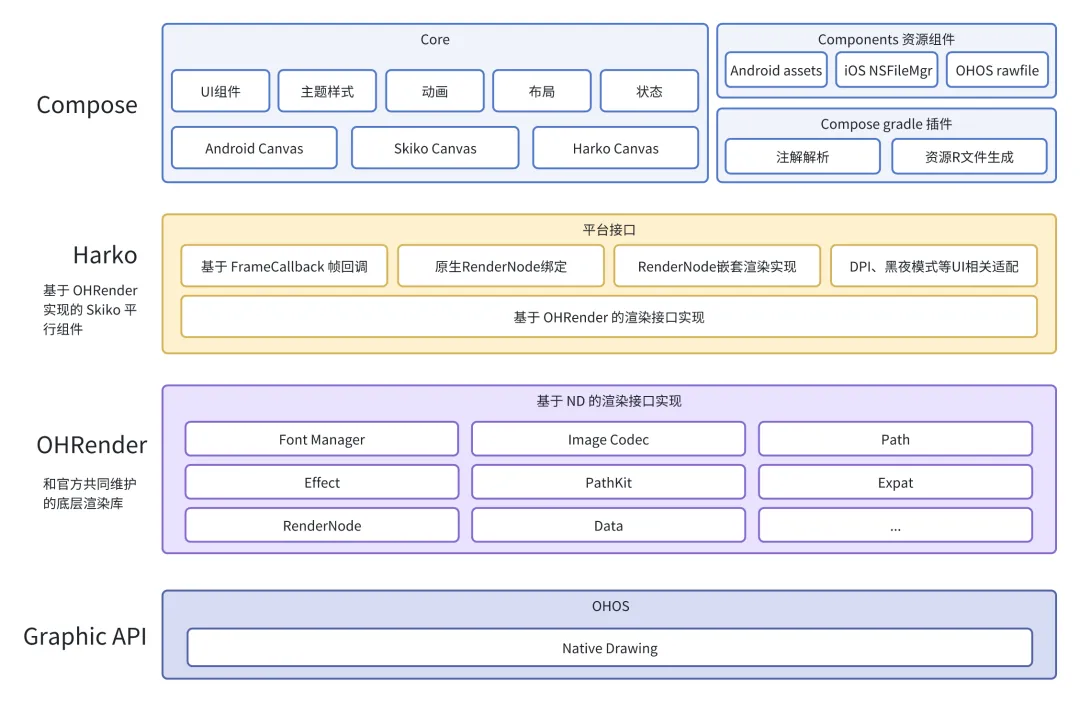 Compose
Core
UI组件
主题样式
动画
布局
状态
Android Canvas
Skiko Canvas
Harko Canvas
Components 资源组件
Android assets
iOS NSFileMgr
OHOS rawfile
Compose gradle 插件
注解解析
资源R文件生成
Harko
基于 OHRender
实现的 Skiko 平
行组件
平台接口
基于 FrameCallback 帧回调
原生RenderNode绑定
RenderNode嵌套渲染实现
DPI、黑夜模式等UI相关适配
基于 OHRender 的渲染接口实现
OHRender
和官方共同维护
的底层渲染库
基于 ND 的渲染接口实现
Font Manager
Image Codec
Path
Effect
PathKit
Expat
RenderNode
Data
...
Graphic API
OHOS
Native Drawing